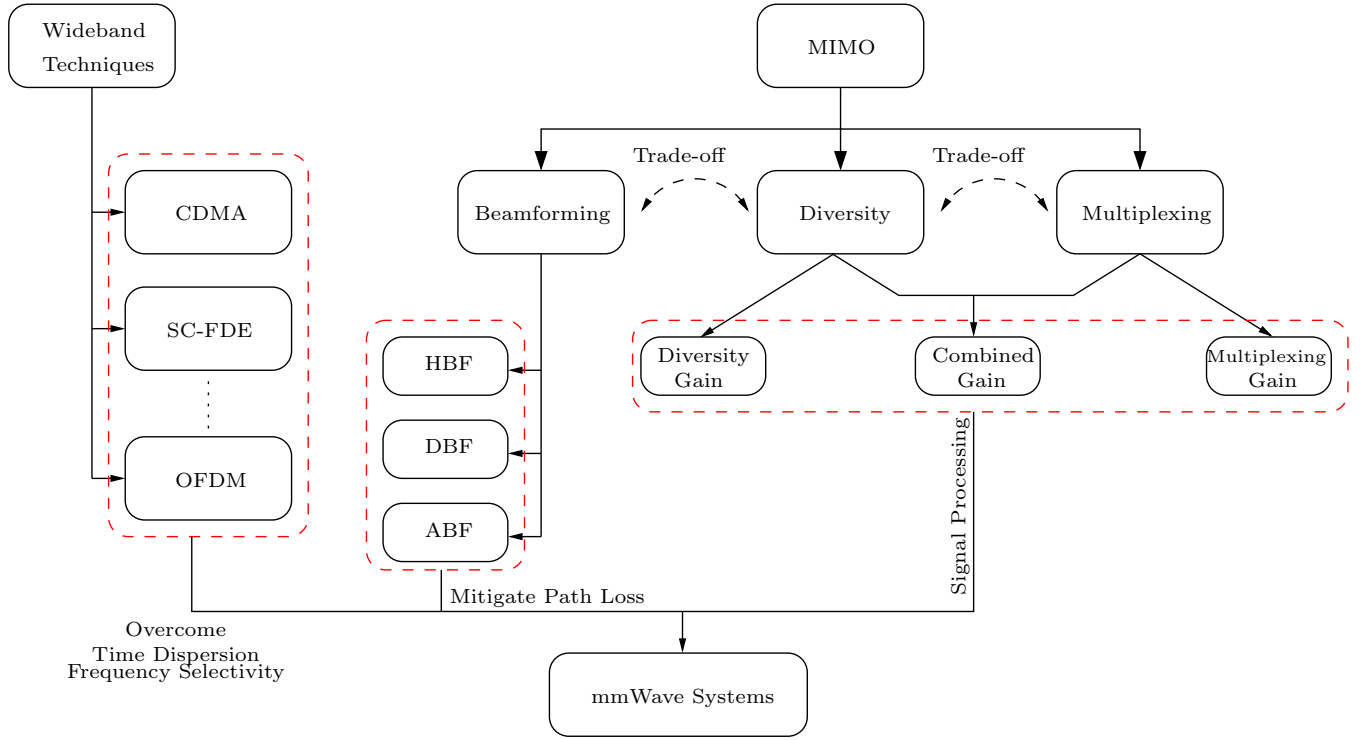 Wideband
Techniques
MIMO
Trade-off
Trade-off
CDMA
Beamforming
Diversity
Multiplexing
SC-FDE
HBF
Diversity
Gain
Combined
Gain
Multiplexing
Gain
DBF
OFDM
ABF
Signal Processing
Mitigate Path Loss
Overcome
Time Dispersion
Frequency Selectivity
mmWave Systems